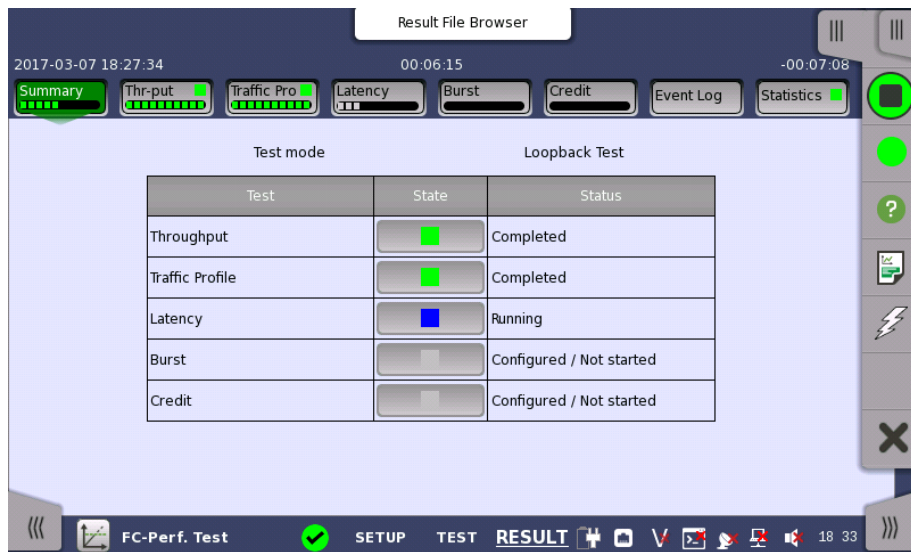 Result File Browser
2017-03-07 18:27:34 00:06:15 -00:07:08
Summary Thr-put Traffic Pro Latency Burst Credit Event Log Statistics
Test mode Loopback Test
Test State Status
Throughput Completed
Traffic Profile Completed
Latency Running
Burst Configured / Not started
Credit Configured / Not started
FC-Perf. Test SETUP TEST RESULT 18 33